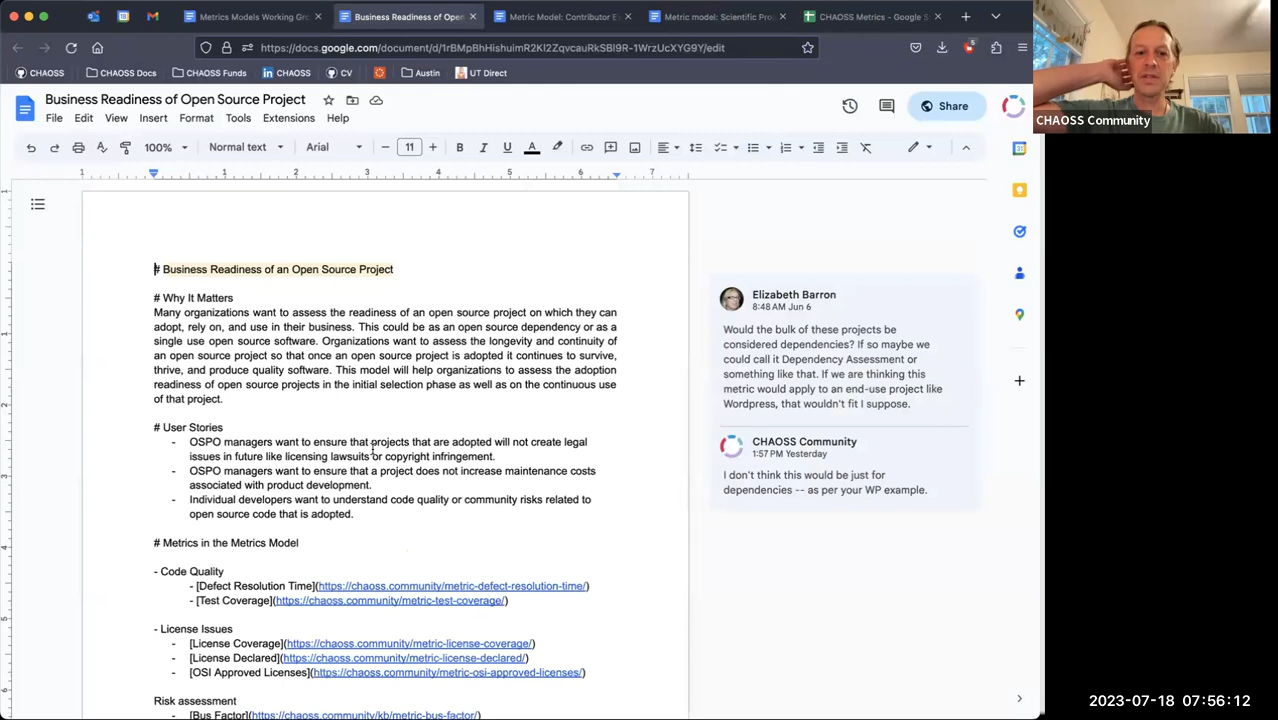 Metrics Models Working Gr
Business Readiness of Open
Metric Model: Contributor E
Metric model: Scientific Pro
CHAOSS Metrics - Google S
https://docs.google.com/document/d/1rBMpBhHishuimR2KI2ZqvcauRkSBl9R-1WrzUcXYG9Y/edit
CHAOSS
CHAOSS Docs
CHAOSS Funds
CHAOSS
CV
Austin
UT Direct
Business Readiness of Open Source Project
File Edit View Insert Format Tools Extensions Help
Share
100% Normal text Arial 11
1 1 2 3 4 5 6 7
# Business Readiness of an Open Source Project
# Why It Matters
Many organizations want to assess the readiness of an open source project on which they can
adopt, rely on, and use in their business. This could be as an open source dependency or as a
single use open source software. Organizations want to assess the longevity and continuity of
an open source project so that once an open source project is adopted it continues to survive,
thrive, and produce quality software. This model will help organizations to assess the adoption
readiness of open source projects in the initial selection phase as well as on the continuous use
of that project.
# User Stories
- OSPO managers want to ensure that projects that are adopted will not create legal
issues in future like licensing lawsuits or copyright infringement.
- OSPO managers want to ensure that a project does not increase maintenance costs
associated with product development.
- Individual developers want to understand code quality or community risks related to
open source code that is adopted.
# Metrics in the Metrics Model
- Code Quality
- [Defect Resolution Time](https://chaoss.community/metric-defect-resolution-time/)
- [Test Coverage](https://chaoss.community/metric-test-coverage/)
- License Issues
- [License Coverage](https://chaoss.community/metric-license-coverage/)
- [License Declared](https://chaoss.community/metric-license-declared/)
- [OSI Approved Licenses](https://chaoss.community/metric-osi-approved-licenses/)
Risk assessment
- [Bus Factor](https://chaoss.community/kb/metric-bus-factor/)
Elizabeth Barron
8:48 AM Jun 6
Would the bulk of these projects be
considered dependencies? If so maybe we
could call it Dependency Assessment or
something like that. If we are thinking this
metric would apply to an end-use project like
Wordpress, that wouldn't fit I suppose.
CHAOSS Community
1:57 PM Yesterday
I don't think this would be just for
dependencies -- as per your WP example.
CHAOSS Community
2023-07-18 07:56:12